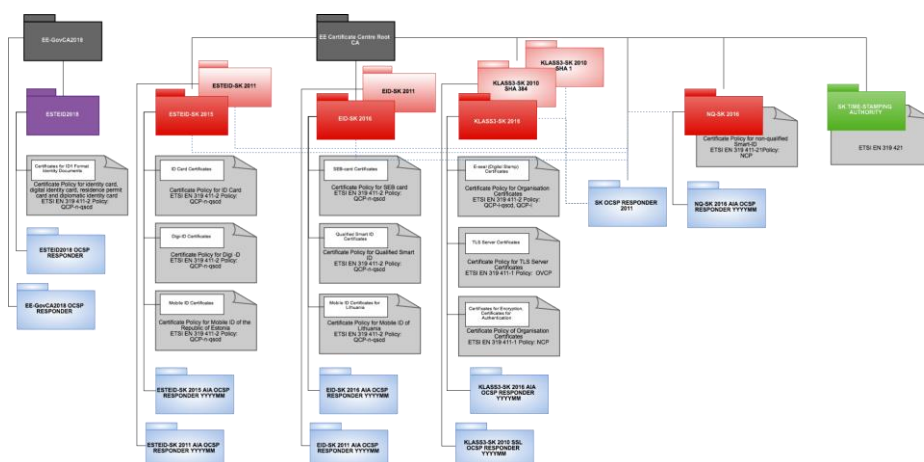 EE-GovCA2018
EE Certificate Centre Root
CA
KLASS3-SK 2010
SHA 1
KLASS3-SK 2010
SHA 384
ESTEID-SK 2011
EID-SK 2011
ESTEID2018
ESTEID-SK 2015
EID-SK 2016
KLASS3-SK 2016
NQ-SK 2016
SK TIME-STAMPING
AUTHORITY
Certificate Policy for non-qualified
Smart-ID
ETSI EN 319 411-21Policy:
NCP
ETSI EN 319 421
Certificates for ID1 Format
Identity Documents
Certificate Policy for identity card,
digital identity card, residence permit
card and diplomatic identity card
ETSI EN 319 411-2 Policy:
QCP-n-qscd
ID Card Certificates
Certificate Policy for ID Card
ETSI EN 319 411-2 Policy:
QCP-n-qscd
SEB-card Certificates
Certificate Policy for SEB card
ETSI EN 319 411-2 Policy:
QCP-n-qscd
E-seal (Digital Stamp)
Certificates
Certificate Policy for Organisation
Certificates
ETSI EN 319 411-2 Policy:
QCP-l-qscd, QCP-l,
SK OCSP RESPONDER
2011
NQ-SK 2016 AIA OCSP
RESPONDER YYYYMM
ESTEID2018 OCSP
RESPONDER
Digi-ID Certificates
Certificate Policy for Digi -D
ETSI EN 319 411-2 Policy:
QCP-n-qscd
Qualified Smart ID
Certificates
Certificate Policy for Qualified Smart
ID
ETSI EN 319 411-2 Policy:
QCP-n-qscd
TLS Server Certificates
Certificate Policy for TLS Server
Certificates
ETSI EN 319 411-1 Policy: OVCP
EE-GovCA2018 OCSP
RESPONDER
Mobile ID Certificates
Certificate Policy for Mobile ID of the
Republic of Estonia
ETSI EN 319 411-2 Policy:
QCP-n-qscd
Mobile ID Certificates for
Lithuania
Certificate Policy for Mobile ID of
Lithuania
ETSI EN 319 411-2 Policy:
QCP-n-qscd
Certificates for Encryption,
Certificates for
Authentication
Certificate Policy of Organisation
Certificates
ETSI EN 319 411-1 Policy: NCP
ESTEID-SK 2015 AIA OCSP
RESPONDER YYYYMM
EID-SK 2016 AIA OCSP
RESPONDER YYYYMM
KLASS3-SK 2016 AIA
OCSP RESPONDER
YYYYMM
ESTEID-SK 2011 AIA OCSP
RESPONDER YYYYMM
EID-SK 2011 AIA OCSP
RESPONDER YYYYMM
KLASS3-SK 2010 SSL
OCSP RESPONDER
YYYYMM